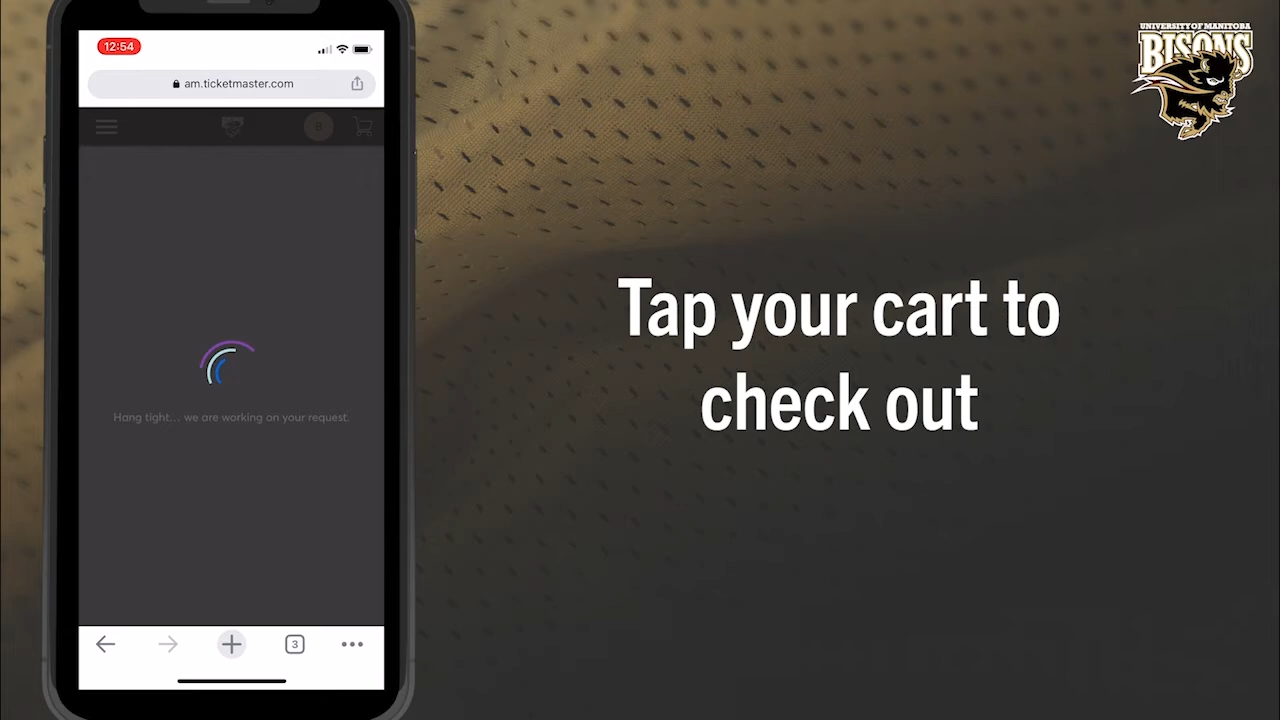 12:54
am.ticketmaster.com
B
Hang tight... we are working on your request.
3
UNIVERSITY OF MANITOBA
BISONS
Tap your cart to
check out